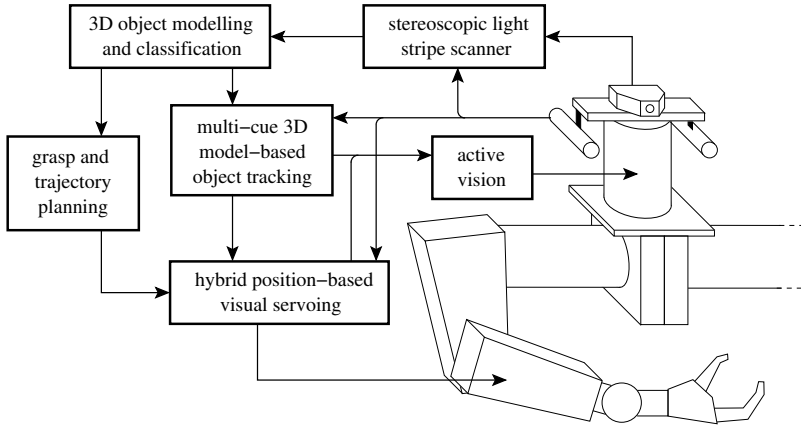 3D object modelling
and classification
stereoscopic light
stripe scanner
multi−cue 3D
model−based
object tracking
grasp and
trajectory
planning
active
vision
hybrid position−based
visual servoing